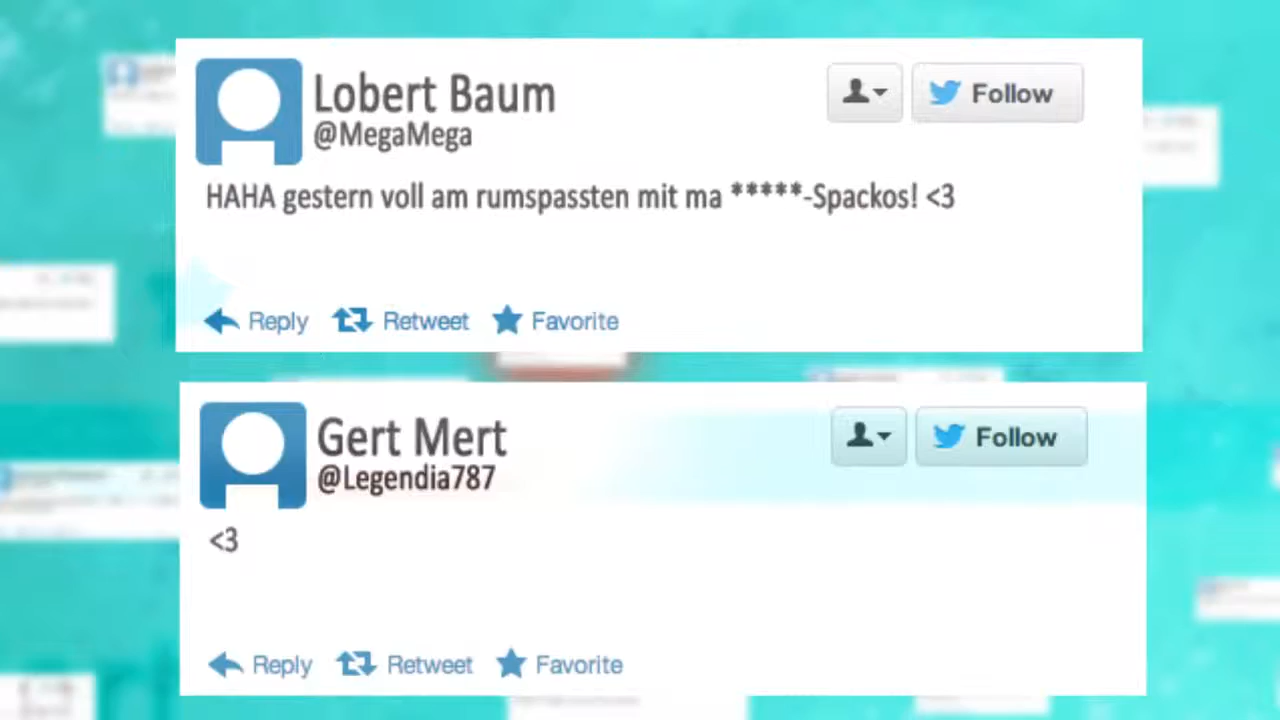 Lobert Baum
@MegaMega
Follow
HAHA gestern voll am rumspassten mit ma *****-Spackos! <3
Reply Retweet Favorite
Gert Mert
@Legendia787
Follow
<3
Reply Retweet Favorite